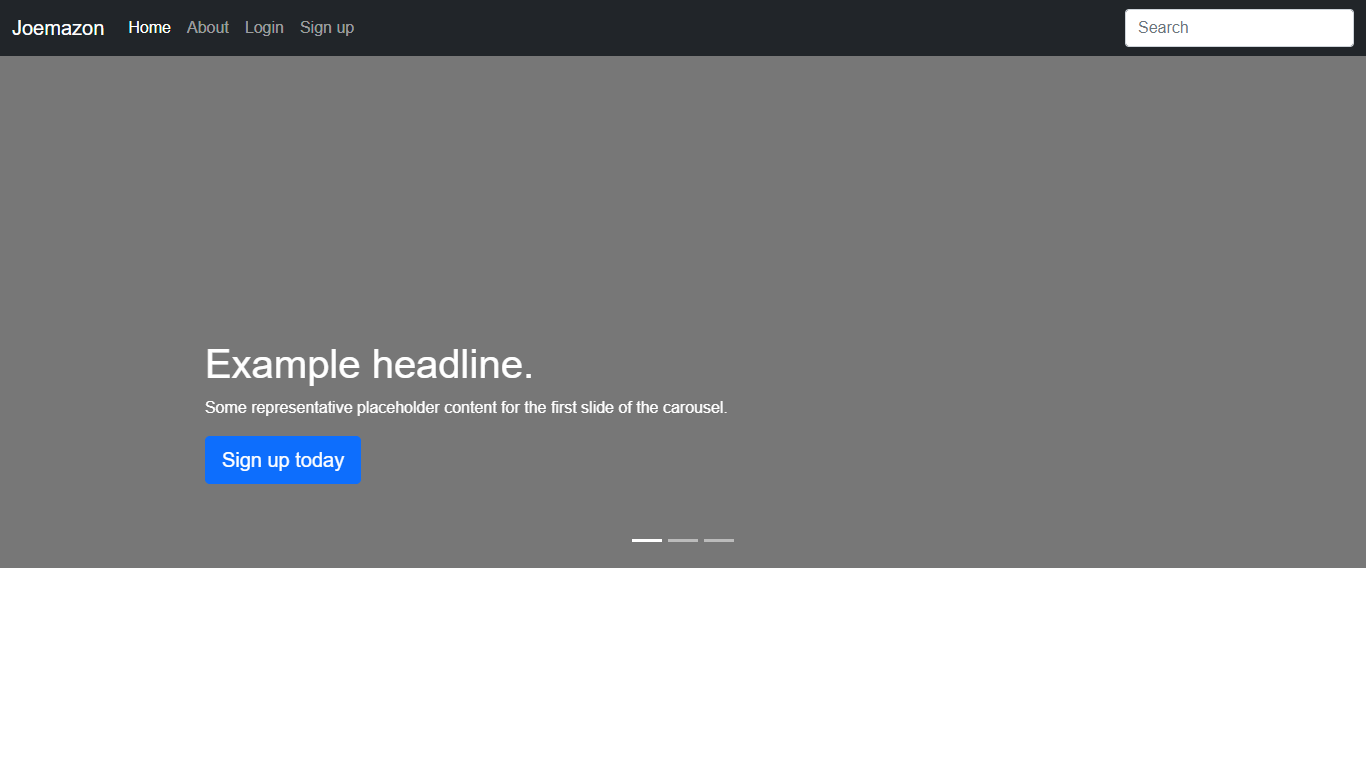 Joemazon Home About Login Sign up Search
Example headline.
Some representative placeholder content for the first slide of the carousel.
Sign up today